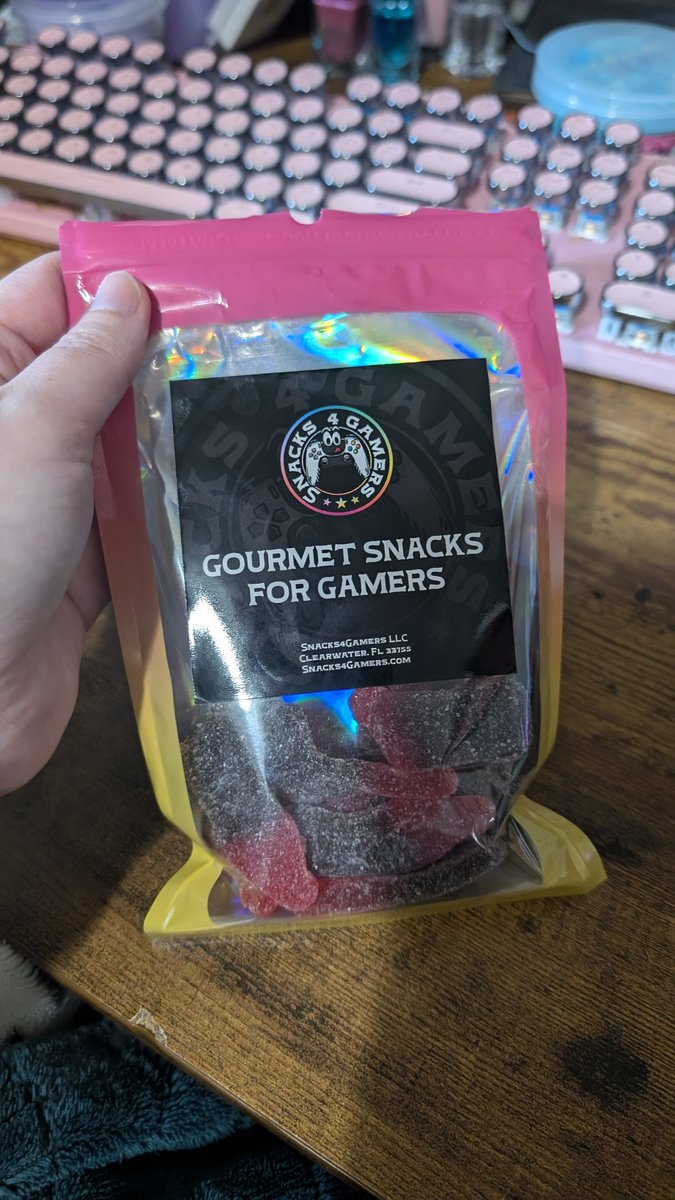 SNACKS 4 GAMERS
GOURMET SNACKS
FOR GAMERS
SNACKS4GAMERS LLC
CLEARWATER, FL 33755
SNACKS4GAMERS.COM